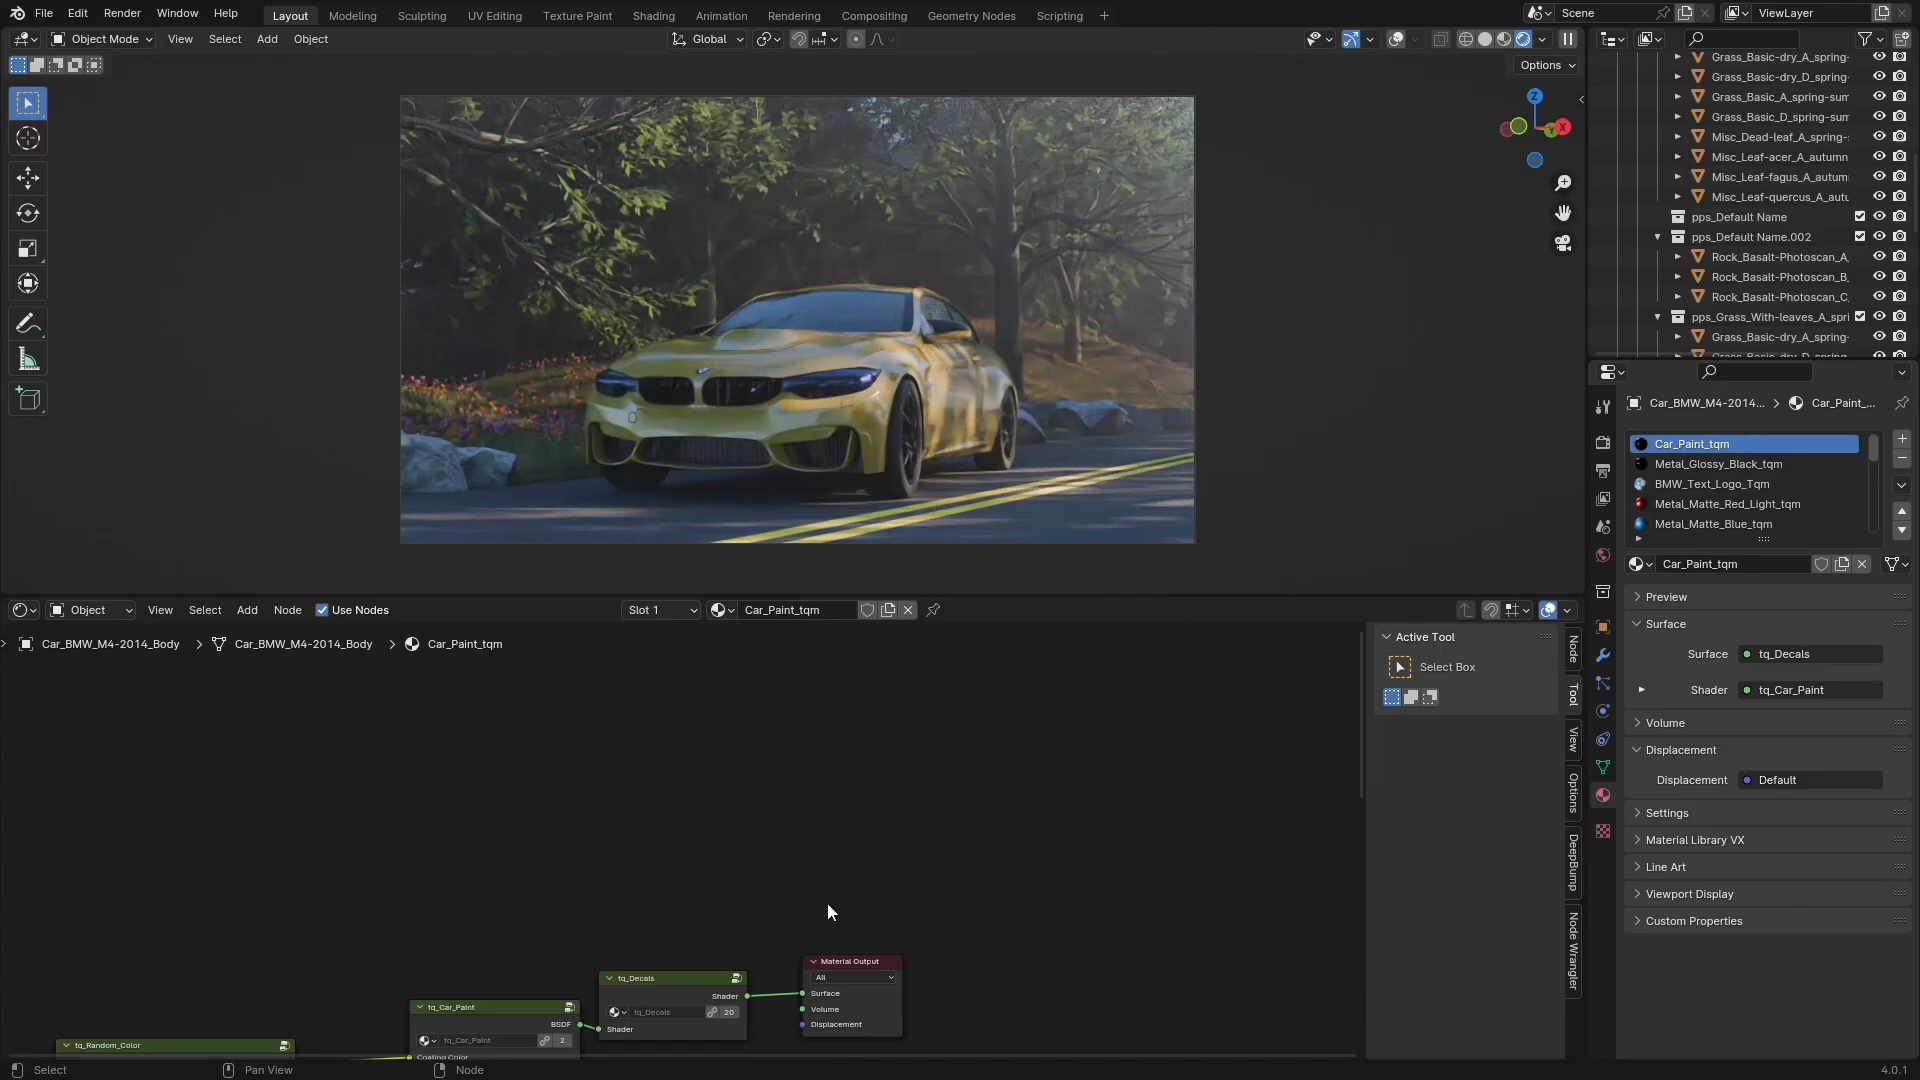 File Edit Render Window Help Layout Modeling Sculpting UV Editing Texture Paint Shading Animation Rendering Compositing Geometry Nodes Scripting + Scene ViewLayer
Object Mode View Select Add Object Global
Options
Z
Y X
Grass_Basic-dry_A_spring-
Grass_Basic-dry_D_spring-
Grass_Basic_A_spring-sum
Grass_Basic_D_spring-sum
Misc_Dead-leaf_A_spring-
Misc_Leaf-acer_A_autumn
Misc_Leaf-fagus_A_autum
Misc_Leaf-quercus_A_autu
pps_Default Name
pps_Default Name.002
Rock_Basalt-Photoscan_A
Rock_Basalt-Photoscan_B
Rock_Basalt-Photoscan_C
pps_Grass_With-leaves_A_spri
Grass_Basic-dry_A_spring-
Grass_Basic-dry_D_spring
Car_BMW_M4-2014... > Car_Paint_...
Car_Paint_tqm
Metal_Glossy_Black_tqm
BMW_Text_Logo_Tqm
Metal_Matte_Red_Light_tqm
Metal_Matte_Blue_tqm
Car_Paint_tqm
Preview
Surface
Surface tq_Decals
Shader tq_Car_Paint
Volume
Displacement
Displacement Default
Settings
Material Library VX
Line Art
Viewport Display
Custom Properties
Object View Select Add Node Use Nodes Slot 1 Car_Paint_tqm
Car_BMW_M4-2014_Body > Car_BMW_M4-2014_Body > Car_Paint_tqm
Active Tool
Select Box
Node
Tool
View
Options
DeepBump
Node Wrangler
Material Output
All
Surface
Volume
Displacement
tq_Decals
Shader
tq_Decals 20
Shader
tq_Car_Paint
BSDF
tq_Car_Paint 2
Coating Color
tq_Random_Color
Select Pan View Node 4.0.1